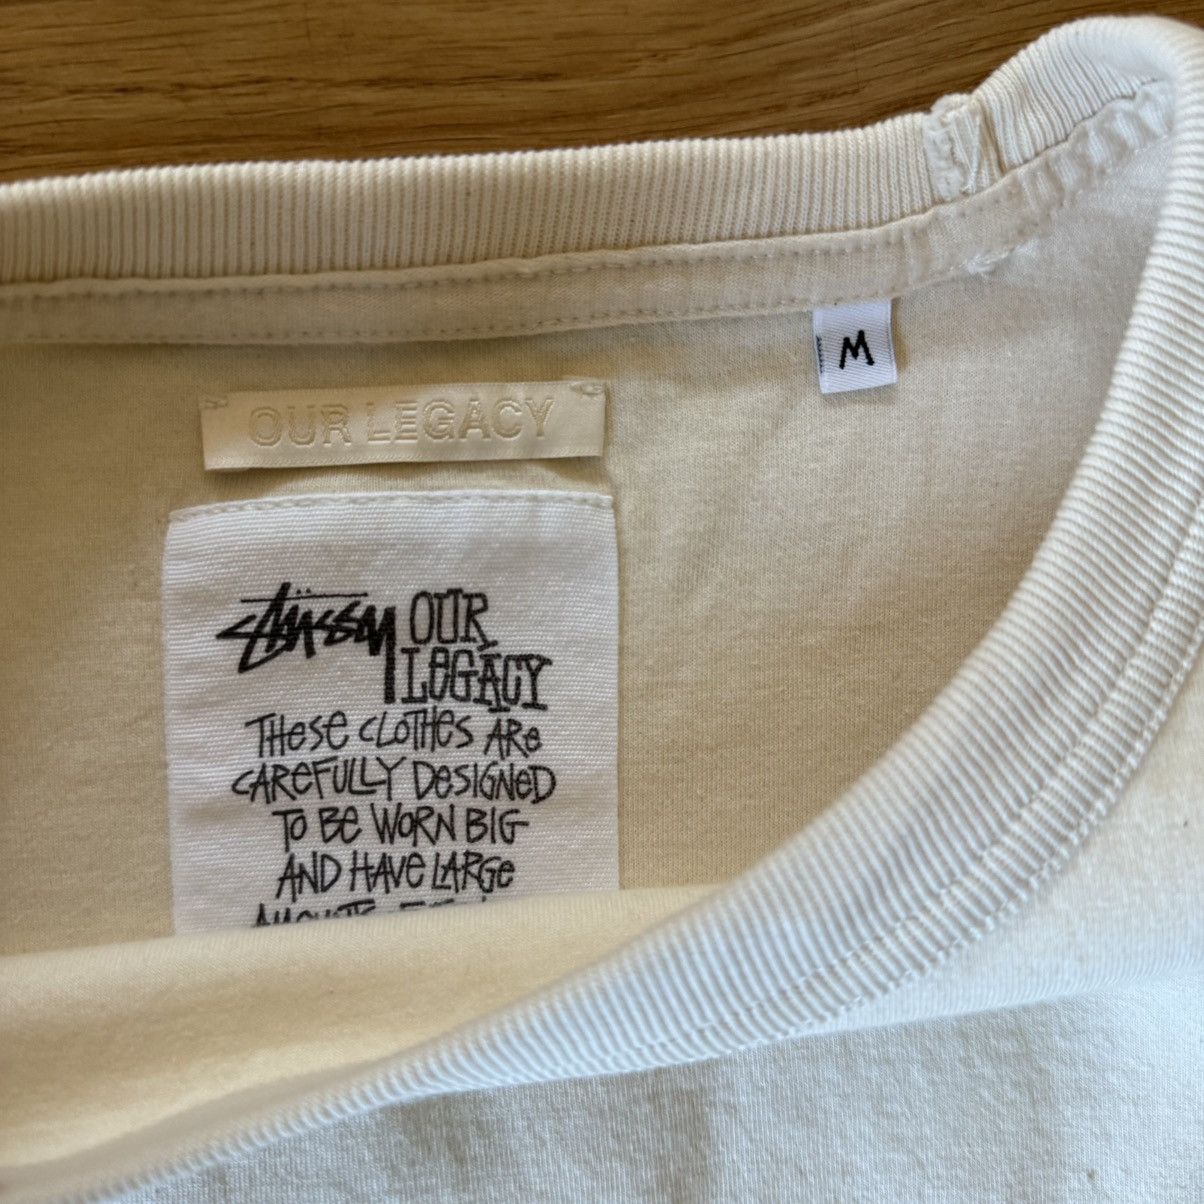 M
OUR LEGACY
STÜSSY OUR
LEGACY
THESE CLOTHES ARE
CAREFULLY DESIGNED
TO BE WORN BIG
AND HAVE LARGE